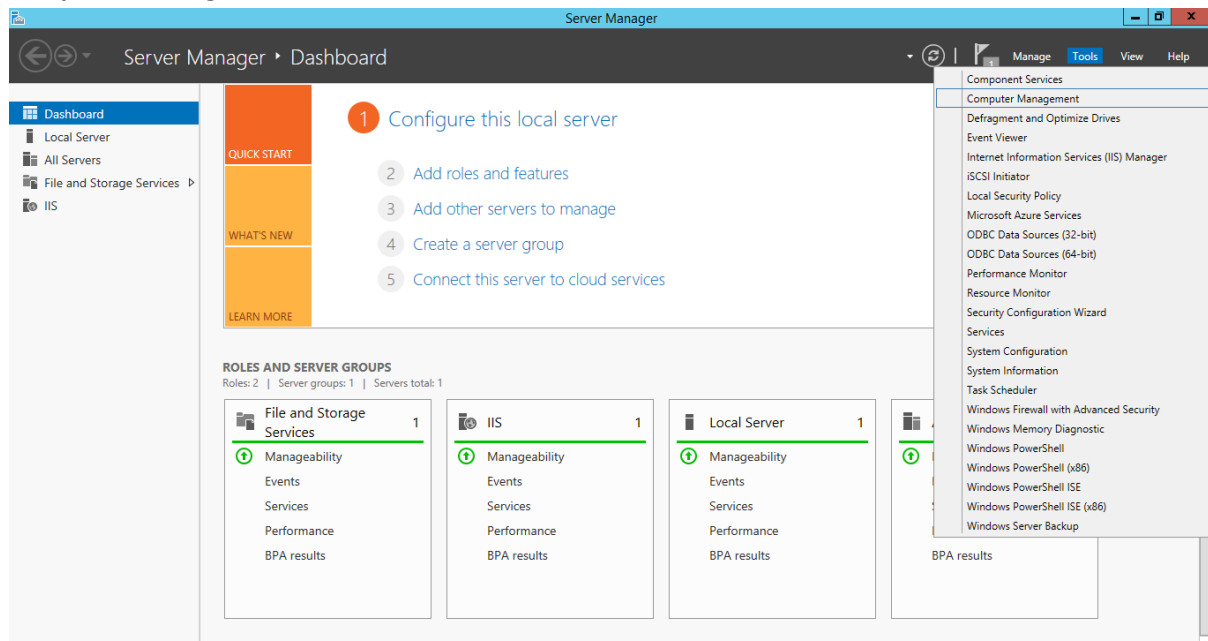 Server Manager
Server Manager • Dashboard
1
Manage
Tools
View
Help
Dashboard
Local Server
All Servers
File and Storage Services
IIS
QUICK START
WHAT'S NEW
LEARN MORE
1 Configure this local server
2 Add roles and features
3 Add other servers to manage
4 Create a server group
5 Connect this server to cloud services
ROLES AND SERVER GROUPS
Roles: 2 | Server groups: 1 | Servers total: 1
File and Storage 1
Services
Manageability
Events
Services
Performance
BPA results
IIS 1
Manageability
Events
Services
Performance
BPA results
Local Server 1
Manageability
Events
Services
Performance
BPA results
BPA results
Component Services
Computer Management
Defragment and Optimize Drives
Event Viewer
Internet Information Services (IIS) Manager
iSCSI Initiator
Local Security Policy
Microsoft Azure Services
ODBC Data Sources (32-bit)
ODBC Data Sources (64-bit)
Performance Monitor
Resource Monitor
Security Configuration Wizard
Services
System Configuration
System Information
Task Scheduler
Windows Firewall with Advanced Security
Windows Memory Diagnostic
Windows PowerShell
Windows PowerShell (x86)
Windows PowerShell ISE
Windows PowerShell ISE (x86)
Windows Server Backup